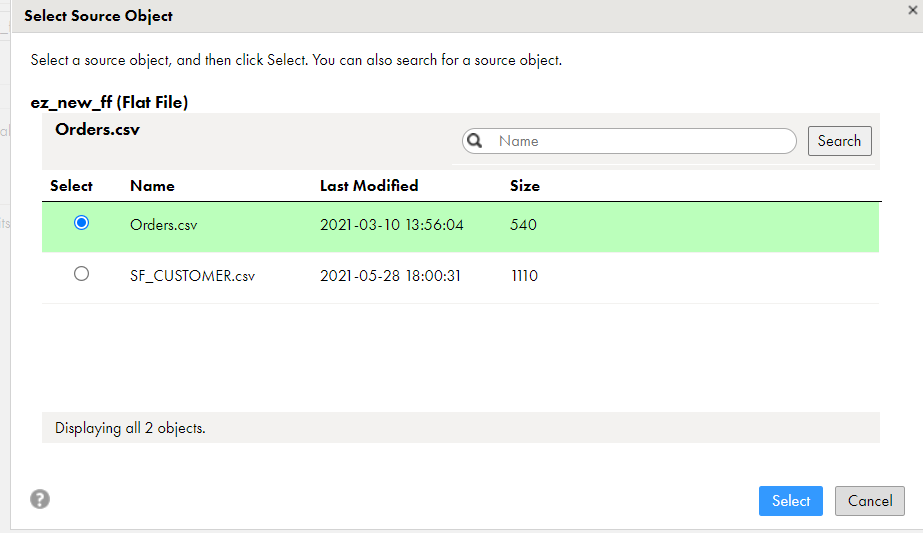 Select Source Object
Select a source object, and then click Select. You can also search for a source object.
ez_new_ff (Flat File)
Orders.csv
Name
Search
Select Name Last Modified Size
Orders.csv 2021-03-10 13:56:04 540
SF_CUSTOMER.csv 2021-05-28 18:00:31 1110
Displaying all 2 objects.
?
Select
Cancel